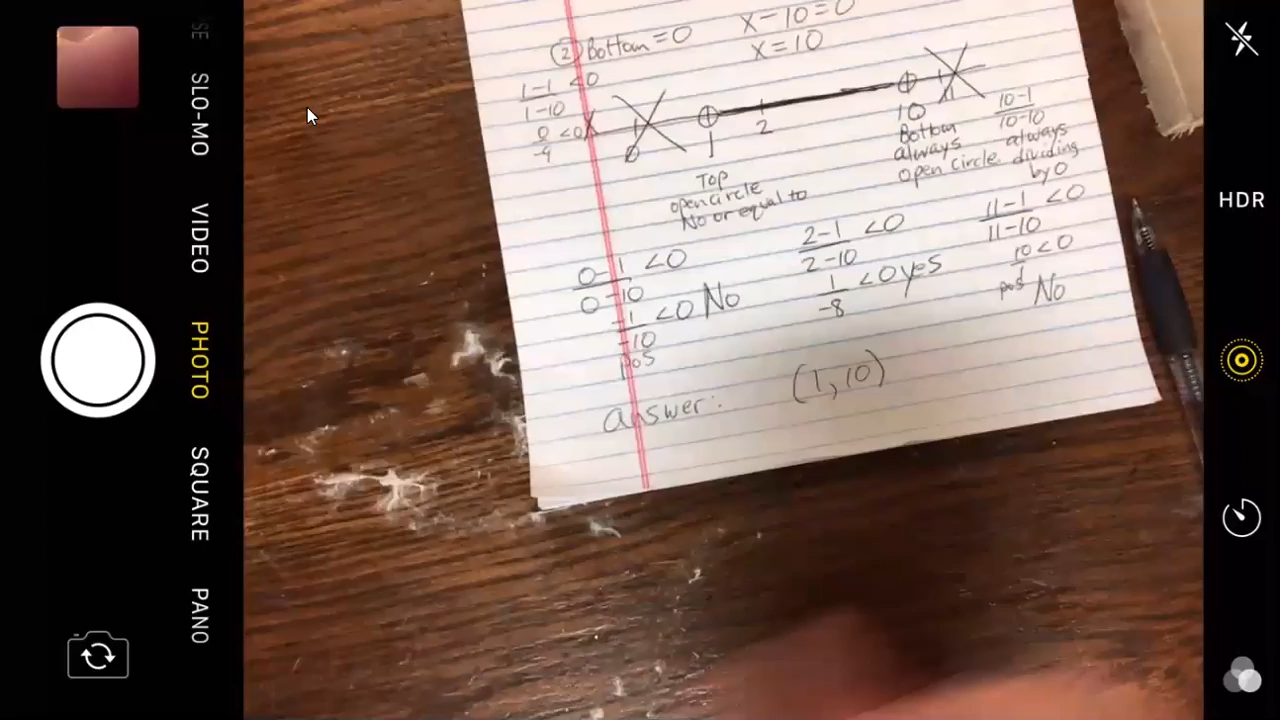 SE
SLO-MO
VIDEO
PHOTO
SQUARE
PANO
HDR
x-10=0
② Bottom=0
x=10
1-1 <0
1-10
0 <0
-9
0
1
2
10
11
10-1
10-10
Top
open circle
No or equal to
Bottom
always
open circle
always
dividing
by 0
0-1 <0
0-10
-1 <0 No
-10
pos
2-1 <0
2-10
1 <0 yes
-8
11-1 <0
11-10
10 <0
1
pos No
answer: (1,10)